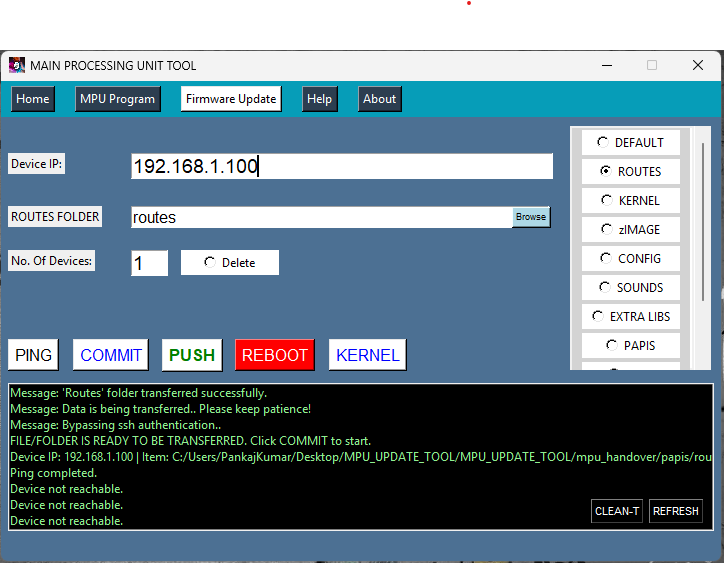 MAIN PROCESSING UNIT TOOL
Home MPU Program Firmware Update Help About
Device IP: 192.168.1.100
ROUTES FOLDER routes Browse
No. Of Devices: 1 Delete
DEFAULT
ROUTES
KERNEL
zIMAGE
CONFIG
SOUNDS
EXTRA LIBS
PAPIS
PING COMMIT PUSH REBOOT KERNEL
Message: 'Routes' folder transferred successfully.
Message: Data is being transferred.. Please keep patience!
Message: Bypassing ssh authentication..
FILE/FOLDER IS READY TO BE TRANSFERRED. Click COMMIT to start.
Device IP: 192.168.1.100 | Item: C:/Users/PankajKumar/Desktop/MPU_UPDATE_TOOL/MPU_UPDATE_TOOL/mpu_handover/papis/rou
Ping completed.
Device not reachable.
Device not reachable.
Device not reachable.
CLEAN-T REFRESH